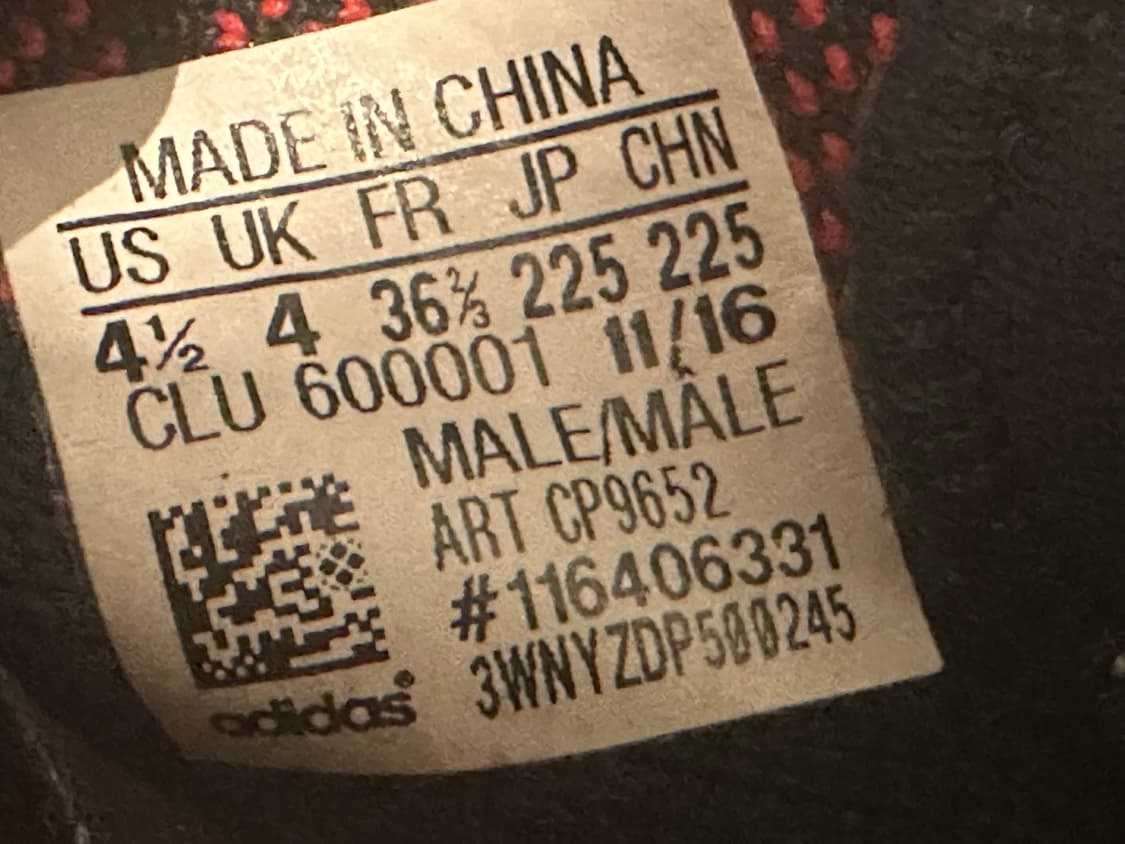 MADE IN CHINA
US UK FR JP CHN
4½ 4 36⅔ 225 225
CLU 600001 11/16
MALE/MÂLE
ART CP9652
#116406331
3WNYZDP500245
adidas®